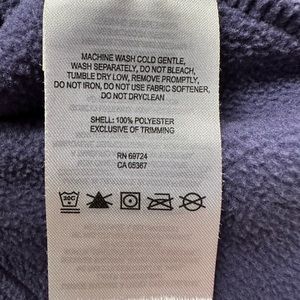 MACHINE WASH COLD GENTLE,
WASH SEPARATELY, DO NOT BLEACH,
TUMBLE DRY LOW, REMOVE PROMPTLY,
DO NOT IRON, DO NOT USE FABRIC SOFTENER,
DO NOT DRYCLEAN
SHELL: 100% POLYESTER
EXCLUSIVE OF TRIMMING
RN 69724
CA 05367
30C